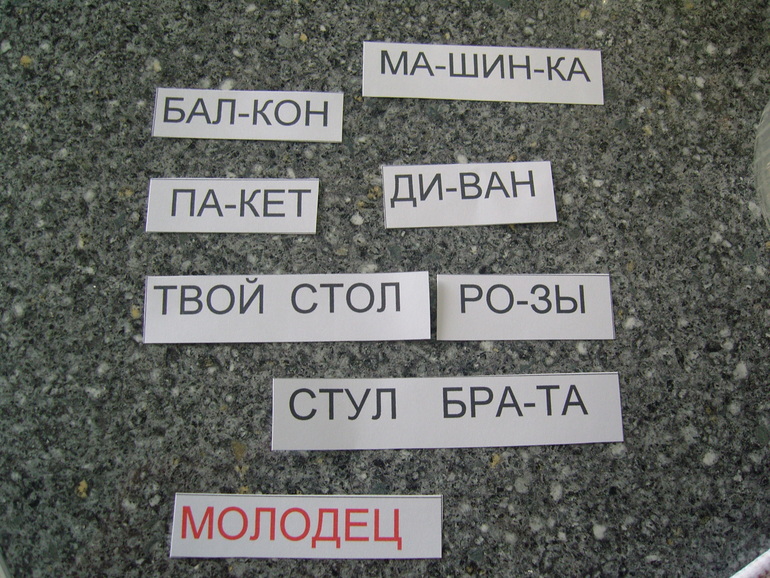 МА-ШИН-КА
БАЛ-КОН
ПА-КЕТ
ДИ-ВАН
ТВОЙ СТОЛ
РО-ЗЫ
СТУЛ БРА-ТА
МОЛОДЕЦ